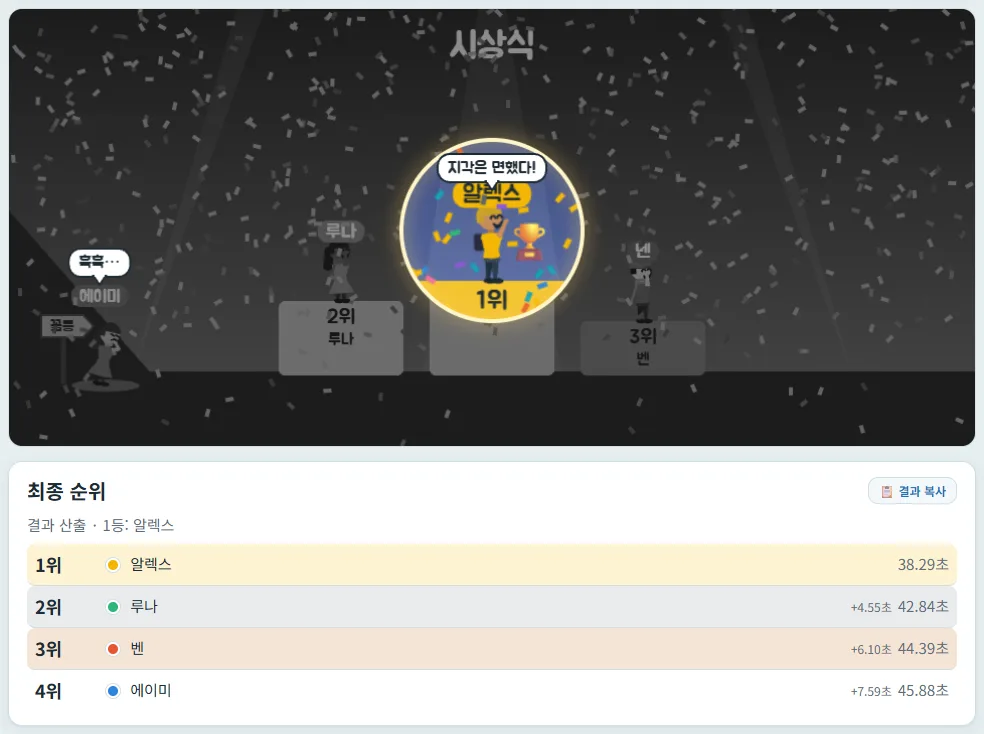 시상식
지각은 면했다!
알렉스
루나
흑흑…
에이미
꼴등
1위
2위
루나
3위
벤
최종 순위
결과 복사
결과 산출 · 1등: 알렉스
1위 알렉스 38.29초
2위 루나 +4.55초 42.84초
3위 벤 +6.10초 44.39초
4위 에이미 +7.59초 45.88초